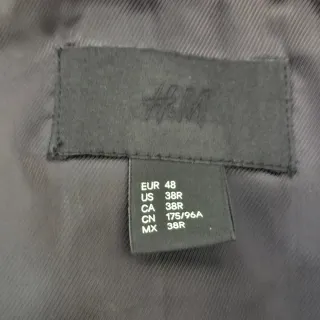 H&M
EUR 48
US 38R
CA 38R
CN 175/96A
MX 38R